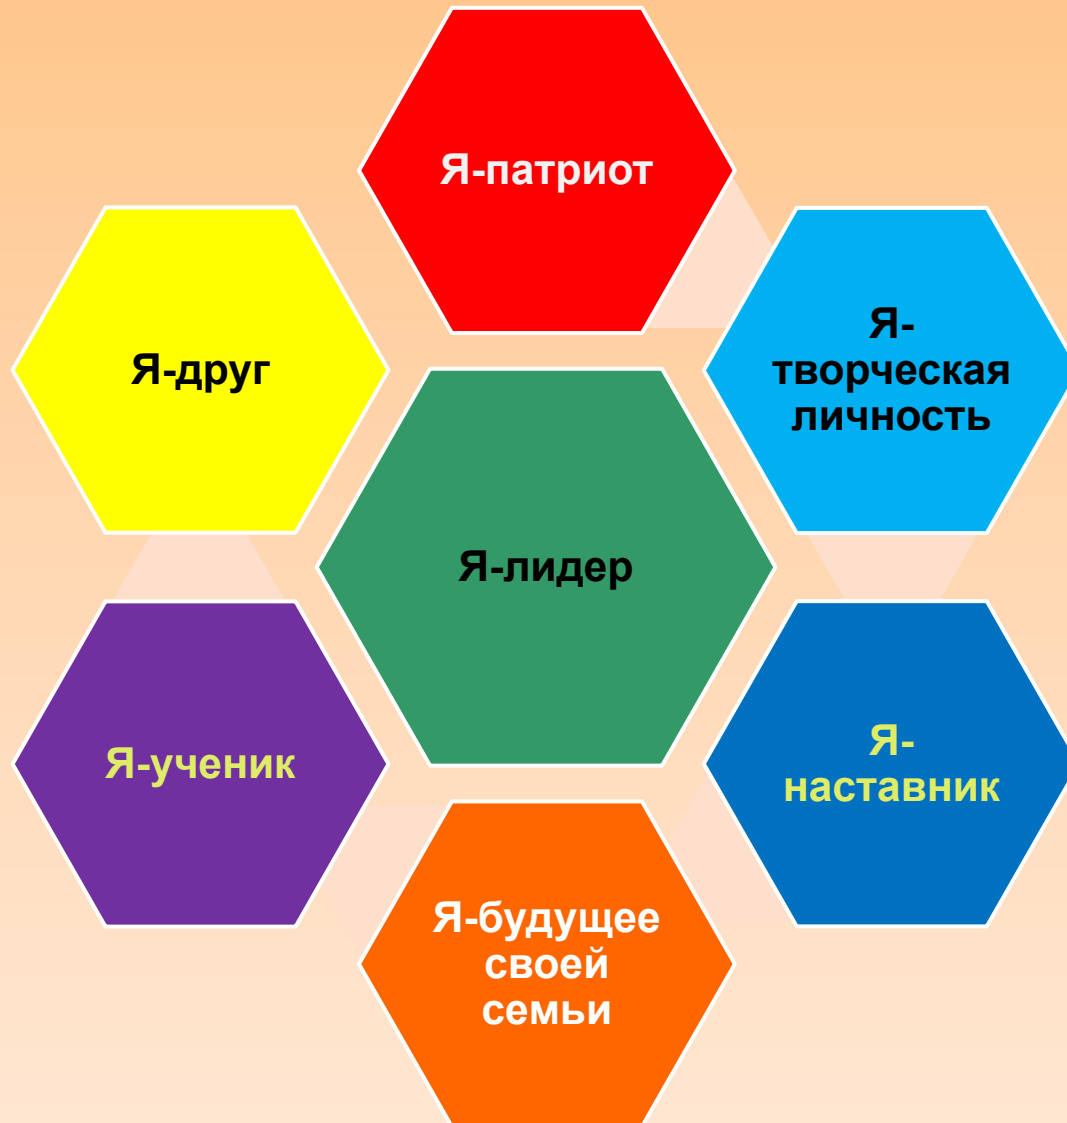 Я-патриот
Я-друг
Я-
творческая
личность
Я-лидер
Я-ученик
Я-
наставник
Я-будущее
своей
семьи